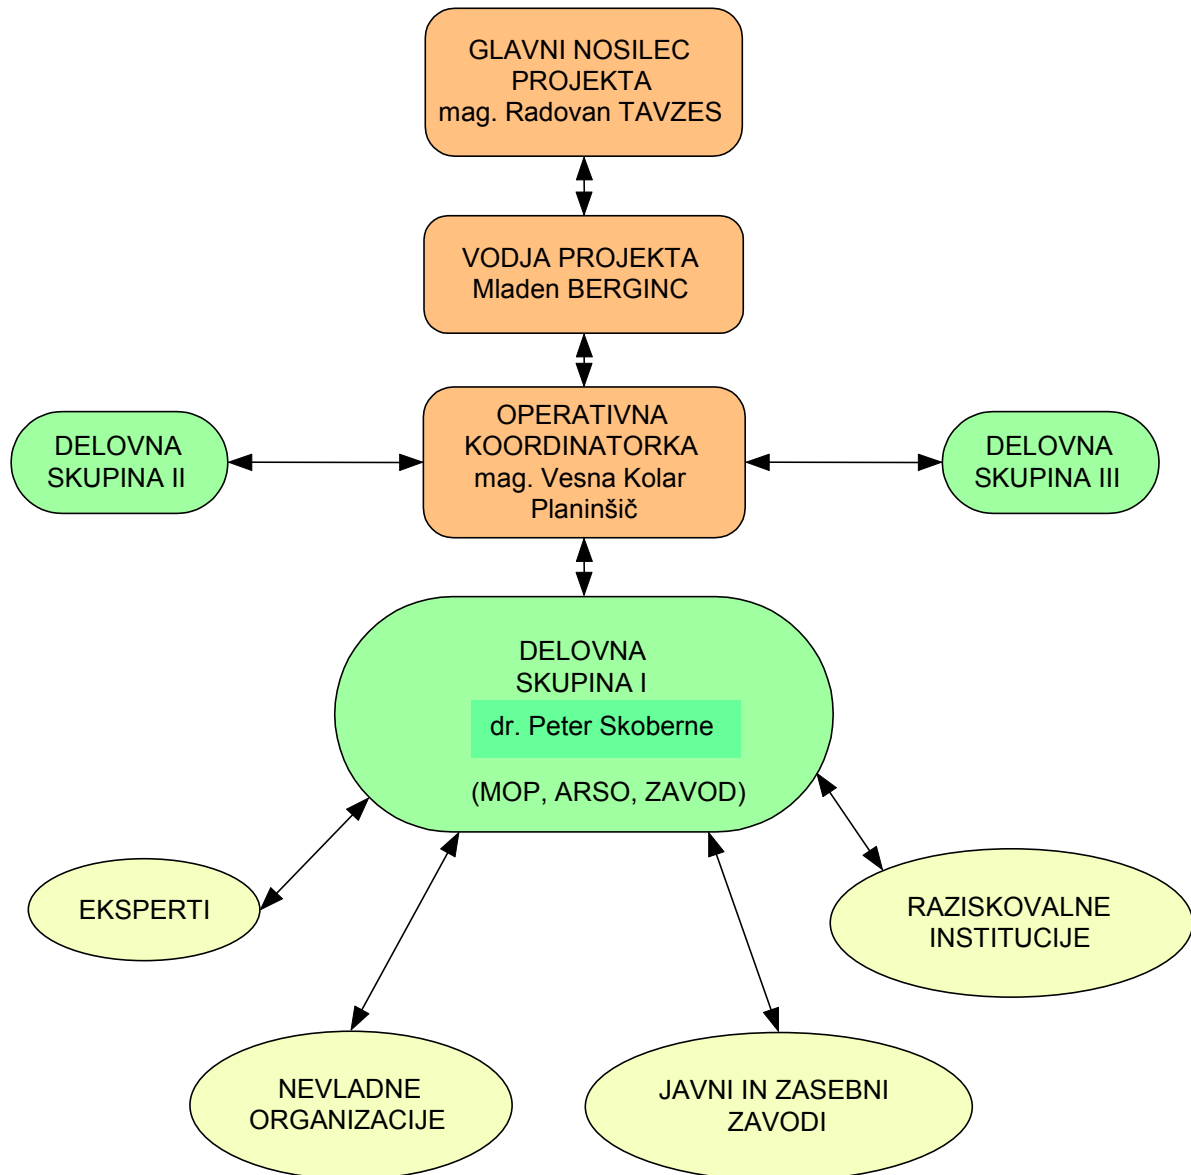 GLAVNI NOSILEC
PROJEKTA
mag. Radovan TAVZES
VODJA PROJEKTA
Mladen BERGINC
OPERATIVNA
KOORDINATORKA
mag. Vesna Kolar
Planinšič
DELOVNA
SKUPINA II
DELOVNA
SKUPINA III
DELOVNA
SKUPINA I
dr. Peter Skoberne
(MOP, ARSO, ZAVOD)
EKSPERTI
RAZISKOVALNE
INSTITUCIJE
NEVLADNE
ORGANIZACIJE
JAVNI IN ZASEBNI
ZAVODI